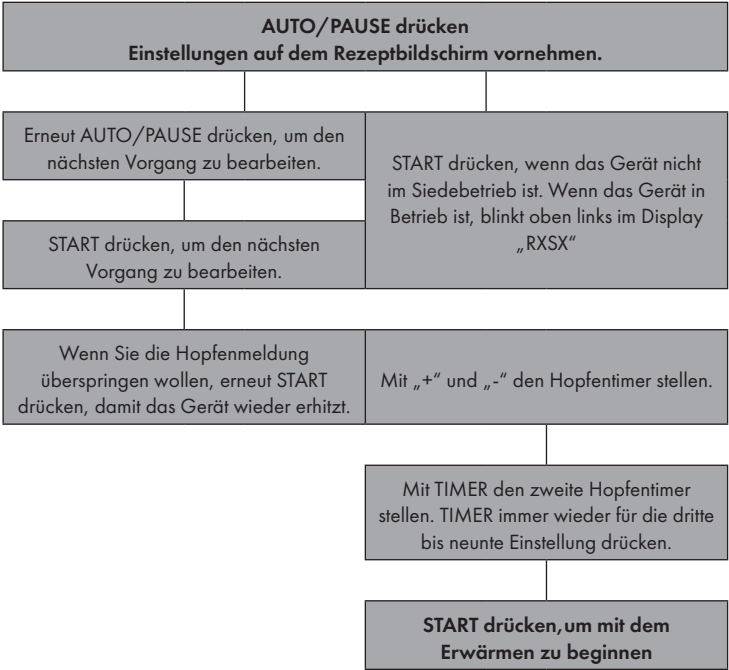 AUTO/PAUSE drücken
Einstellungen auf dem Rezeptbildschirm vornehmen.
Erneut AUTO/PAUSE drücken, um den
nächsten Vorgang zu bearbeiten.
START drücken, wenn das Gerät nicht
im Siedebetrieb ist. Wenn das Gerät in
Betrieb ist, blinkt oben links im Display
„RXSX“
START drücken, um den nächsten
Vorgang zu bearbeiten.
Wenn Sie die Hopfenmeldung
überspringen wollen, erneut START
drücken, damit das Gerät wieder erhitzt.
Mit „+“ und „-“ den Hopfentimer stellen.
Mit TIMER den zweite Hopfentimer
stellen. TIMER immer wieder für die dritte
bis neunte Einstellung drücken.
START drücken,um mit dem
Erwärmen zu beginnen